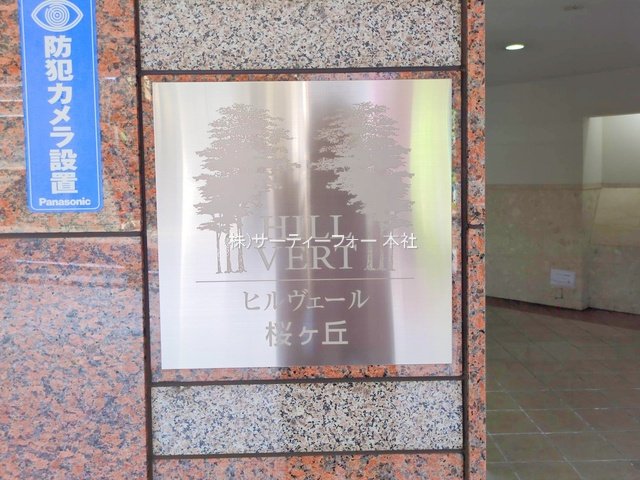 防犯カメラ設置
Panasonic
HILL
VERT
(株)サーティーフォー 本社
ヒルヴェール
桜ヶ丘